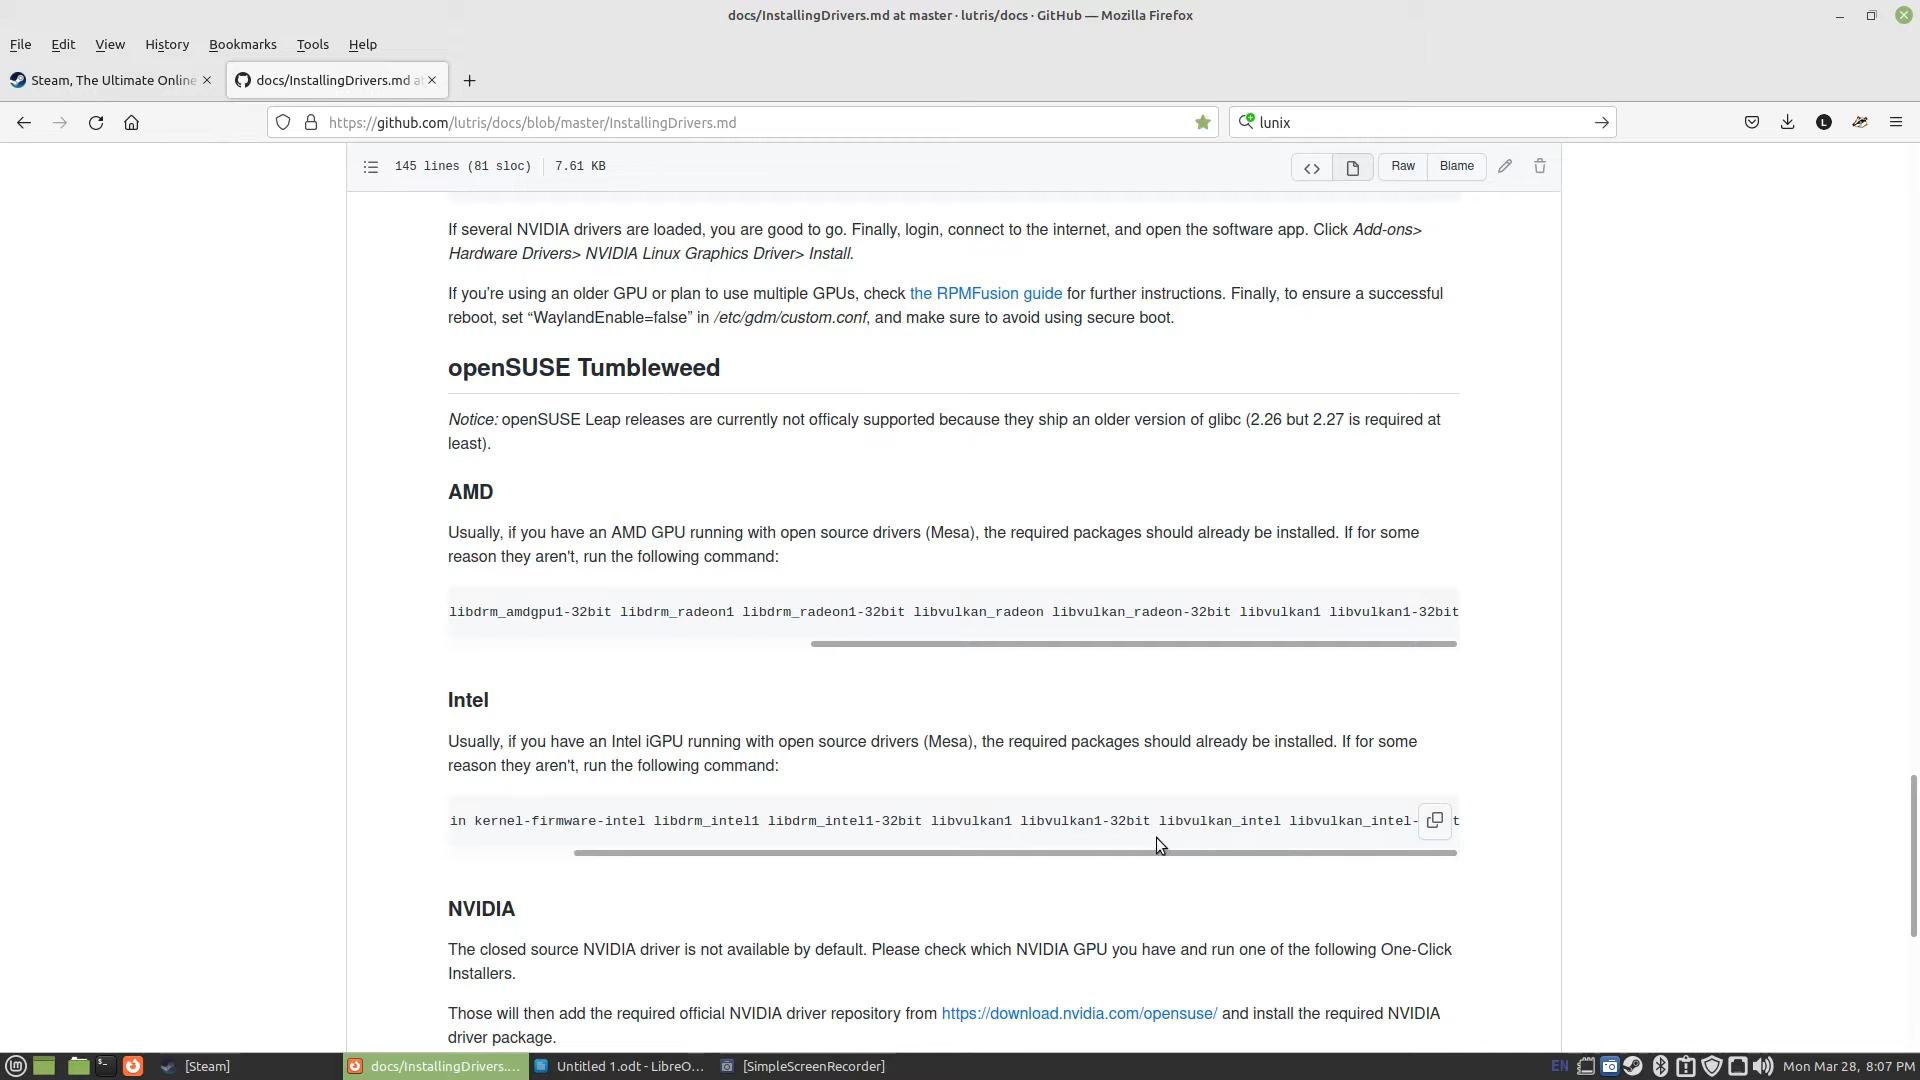 docs/InstallingDrivers.md at master · lutris/docs · GitHub — Mozilla Firefox
File Edit View History Bookmarks Tools Help
Steam, The Ultimate Online
docs/InstallingDrivers.md at
https://github.com/lutris/docs/blob/master/InstallingDrivers.md
lunix
L
145 lines (81 sloc) 7.61 KB
Raw Blame
If several NVIDIA drivers are loaded, you are good to go. Finally, login, connect to the internet, and open the software app. Click Add-ons>
Hardware Drivers> NVIDIA Linux Graphics Driver> Install.
If you’re using an older GPU or plan to use multiple GPUs, check the RPMFusion guide for further instructions. Finally, to ensure a successful
reboot, set “WaylandEnable=false” in /etc/gdm/custom.conf, and make sure to avoid using secure boot.
openSUSE Tumbleweed
Notice: openSUSE Leap releases are currently not officaly supported because they ship an older version of glibc (2.26 but 2.27 is required at
least).
AMD
Usually, if you have an AMD GPU running with open source drivers (Mesa), the required packages should already be installed. If for some
reason they aren't, run the following command:
libdrm_amdgpu1-32bit libdrm_radeon1 libdrm_radeon1-32bit libvulkan_radeon libvulkan_radeon-32bit libvulkan1 libvulkan1-32bit
Intel
Usually, if you have an Intel iGPU running with open source drivers (Mesa), the required packages should already be installed. If for some
reason they aren't, run the following command:
in kernel-firmware-intel libdrm_intel1 libdrm_intel1-32bit libvulkan1 libvulkan1-32bit libvulkan_intel libvulkan_intel- t
NVIDIA
The closed source NVIDIA driver is not available by default. Please check which NVIDIA GPU you have and run one of the following One-Click
Installers.
Those will then add the required official NVIDIA driver repository from https://download.nvidia.com/opensuse/ and install the required NVIDIA
driver package.
[Steam]
docs/InstallingDrivers....
Untitled 1.odt - LibreO...
[SimpleScreenRecorder]
EN
Mon Mar 28, 8:07 PM